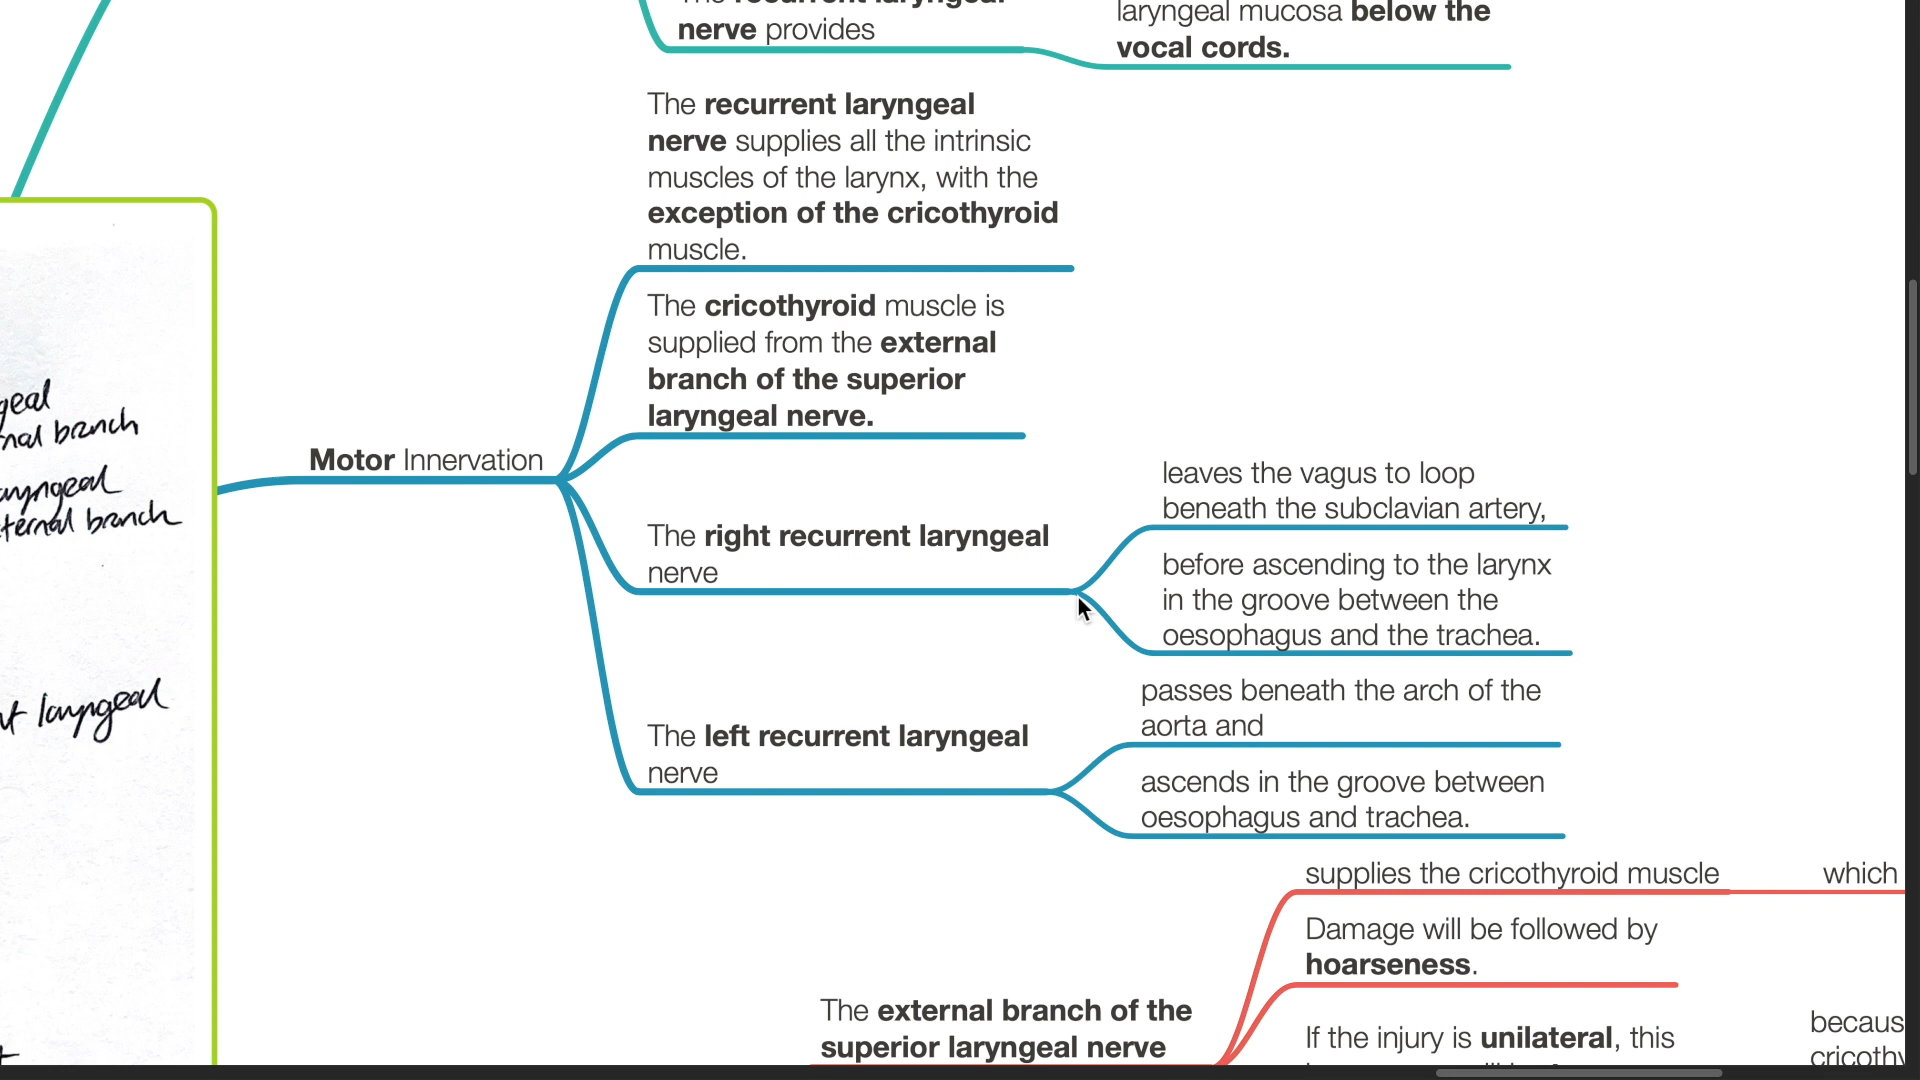 recurrent laryngeal
nerve provides
laryngeal mucosa below the
vocal cords.
The recurrent laryngeal
nerve supplies all the intrinsic
muscles of the larynx, with the
exception of the cricothyroid
muscle.
The cricothyroid muscle is
supplied from the external
branch of the superior
laryngeal nerve.
Motor Innervation
The right recurrent laryngeal
nerve
leaves the vagus to loop
beneath the subclavian artery,
before ascending to the larynx
in the groove between the
oesophagus and the trachea.
The left recurrent laryngeal
nerve
passes beneath the arch of the
aorta and
ascends in the groove between
oesophagus and trachea.
The external branch of the
superior laryngeal nerve
supplies the cricothyroid muscle
which
Damage will be followed by
hoarseness.
If the injury is unilateral, this
geal
nal branch
aryngeal
ternal branch
t laryngeal